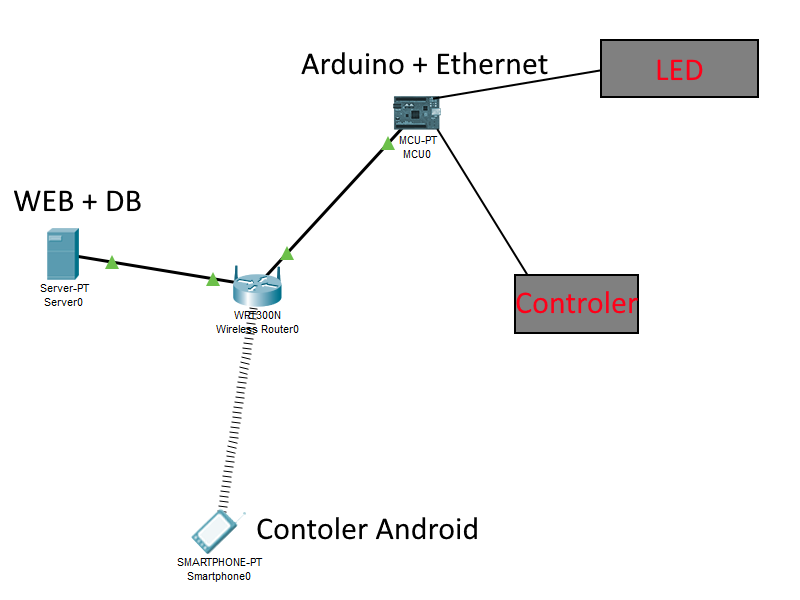 Arduino + Ethernet
LED
MCU-PT
MCU0
WEB + DB
Server-PT
Server0
Controler
WRT300N
Wireless Router0
Contoler Android
SMARTPHONE-PT
Smartphone0